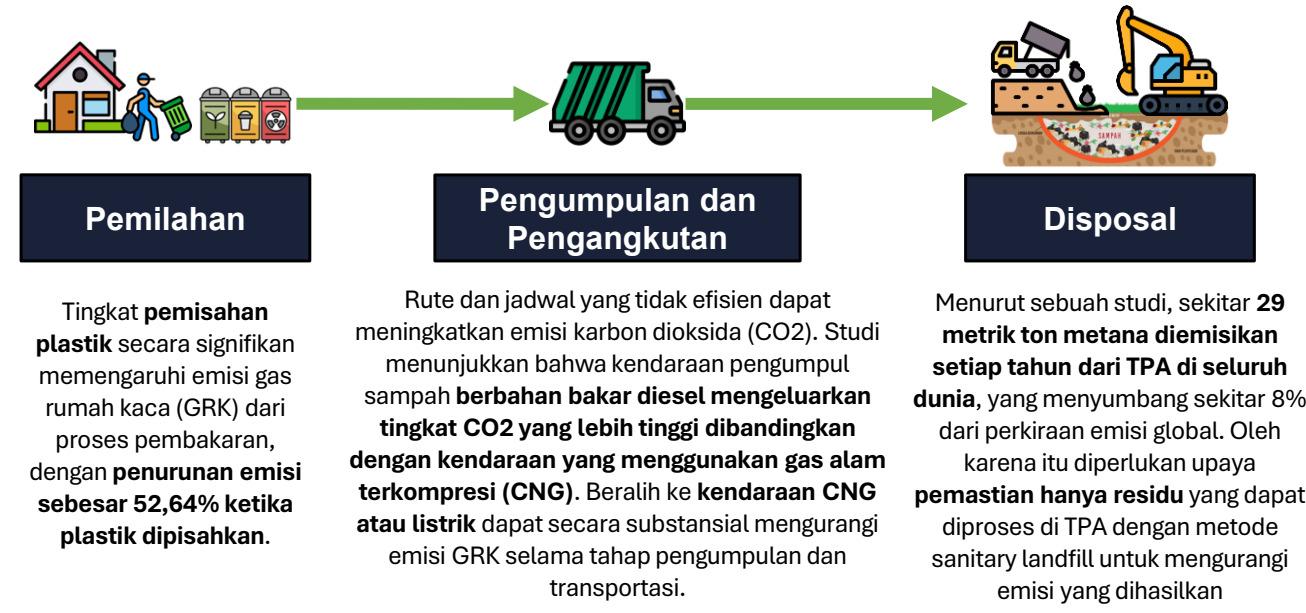 SAMPAH
Pemilahan
Tingkat pemisahan
plastik secara signifikan
memengaruhi emisi gas
rumah kaca (GRK) dari
proses pembakaran,
dengan penurunan emisi
sebesar 52,64% ketika
plastik dipisahkan.
Pengumpulan dan
Pengangkutan
Rute dan jadwal yang tidak efisien dapat
meningkatkan emisi karbon dioksida (CO2). Studi
menunjukkan bahwa kendaraan pengumpul
sampah berbahan bakar diesel mengeluarkan
tingkat CO2 yang lebih tinggi dibandingkan
dengan kendaraan yang menggunakan gas alam
terkompresi (CNG). Beralih ke kendaraan CNG
atau listrik dapat secara substansial mengurangi
emisi GRK selama tahap pengumpulan dan
transportasi.
Disposal
Menurut sebuah studi, sekitar 29
metrik ton metana diemisikan
setiap tahun dari TPA di seluruh
dunia, yang menyumbang sekitar 8%
dari perkiraan emisi global. Oleh
karena itu diperlukan upaya
pemastian hanya residu yang dapat
diproses di TPA dengan metode
sanitary landfill untuk mengurangi
emisi yang dihasilkan